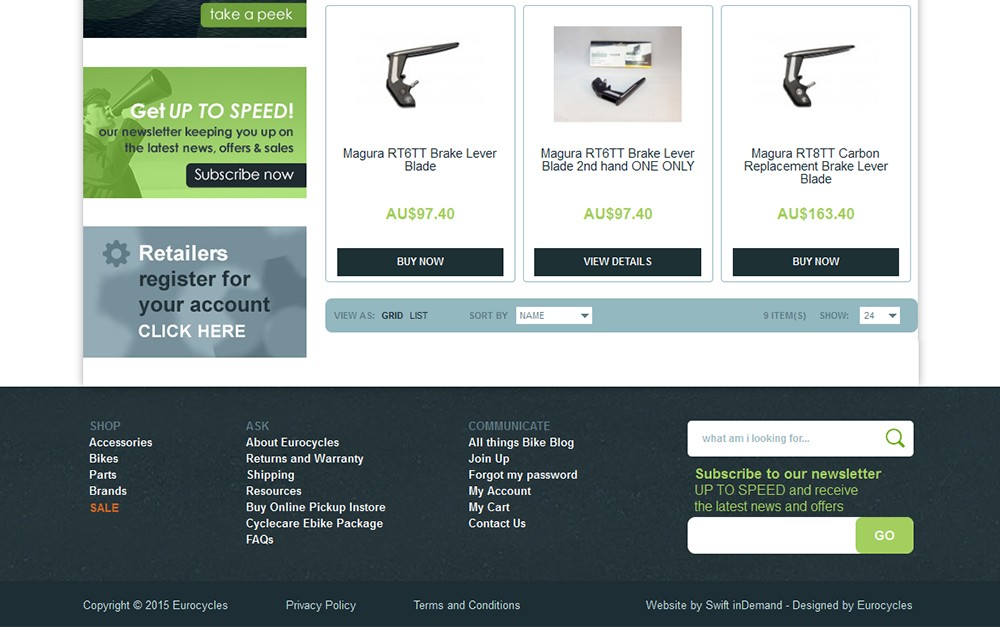 take a peek
Get UP TO SPEED!
our newsletter keeping you up on
the latest news, offers & sales
Subscribe now
Retailers
register for
your account
CLICK HERE
Magura RT6TT Brake Lever
Blade
AU$97.40
BUY NOW
Magura RT6TT Brake Lever
Blade 2nd hand ONE ONLY
AU$97.40
VIEW DETAILS
Magura RT8TT Carbon
Replacement Brake Lever
Blade
AU$163.40
BUY NOW
VIEW AS: GRID LIST SORT BY NAME 9 ITEM(S) SHOW: 24
SHOP
Accessories
Bikes
Parts
Brands
SALE
ASK
About Eurocycles
Returns and Warranty
Shipping
Resources
Buy Online Pickup Instore
Cyclecare Ebike Package
FAQs
COMMUNICATE
All things Bike Blog
Join Up
Forgot my password
My Account
My Cart
Contact Us
what am i looking for...
Subscribe to our newsletter
UP TO SPEED and receive
the latest news and offers
GO
Copyright © 2015 Eurocycles Privacy Policy Terms and Conditions Website by Swift inDemand - Designed by Eurocycles